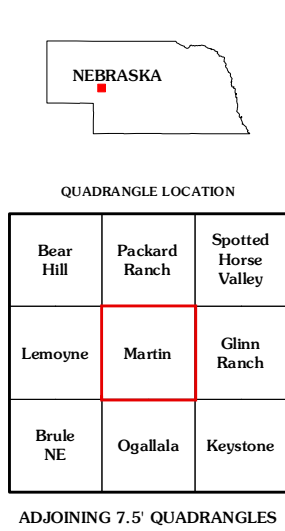 NEBRASKA
QUADRANGLE LOCATION
Bear
Hill
Packard
Ranch
Spotted
Horse
Valley
Lemoyne
Martin
Glinn
Ranch
Brule
NE
Ogallala
Keystone
ADJOINING 7.5' QUADRANGLES